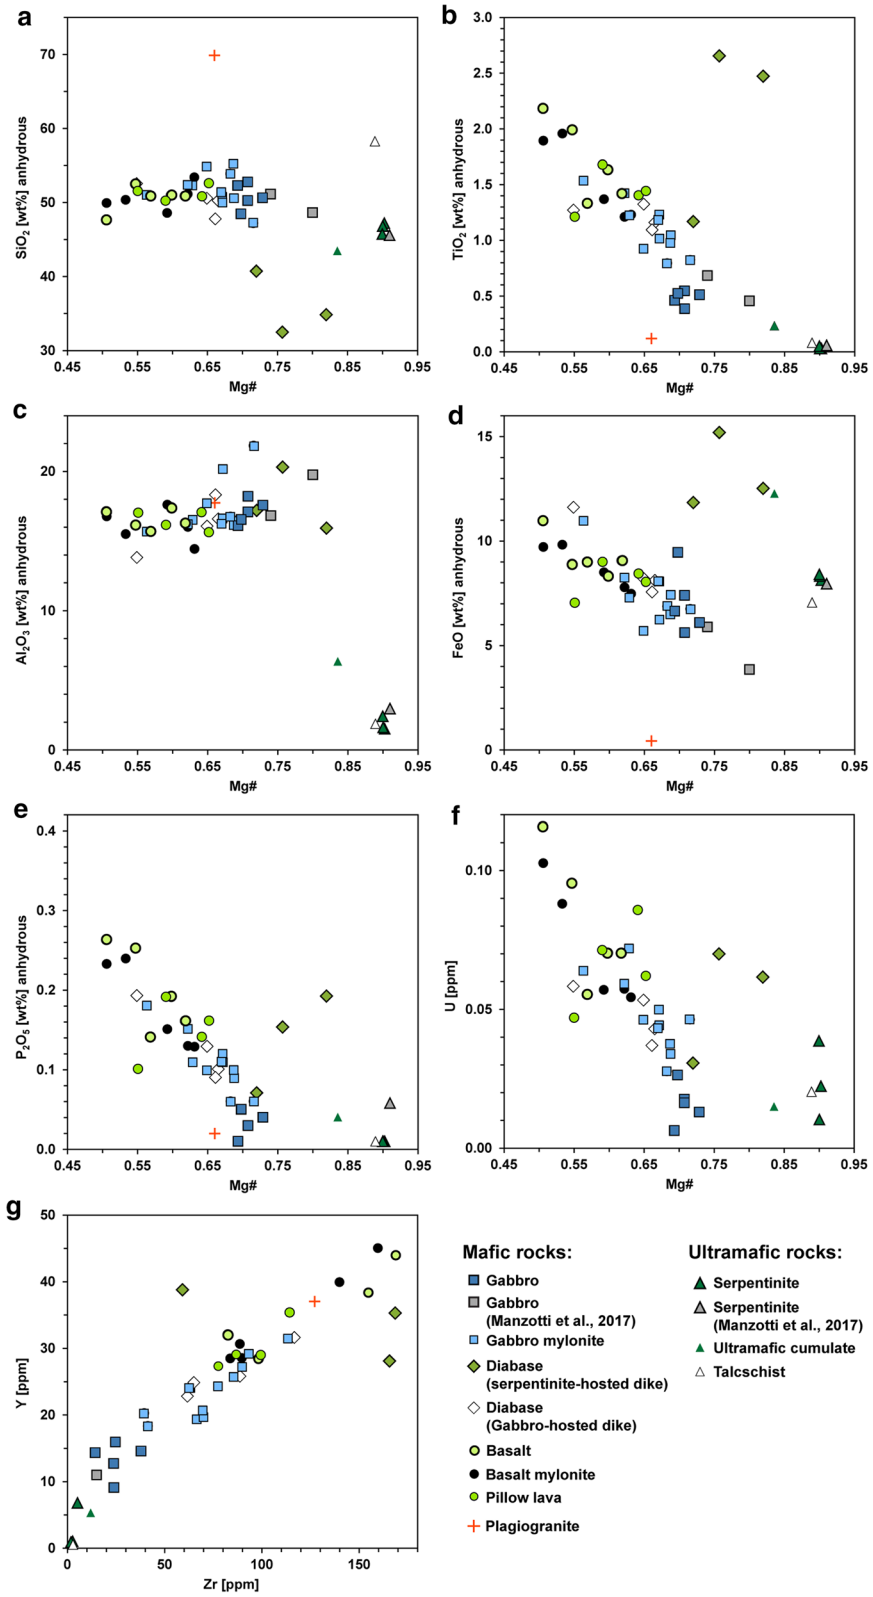 a
70
60
50
40
30
SiO₂ [wt%] anhydrous
0.45 0.55 0.65 0.75 0.85 0.95
Mg#
b
3.0
2.5
2.0
1.5
1.0
0.5
0.0
TiO₂ [wt%] anhydrous
0.45 0.55 0.65 0.75 0.85 0.95
Mg#
c
20
10
0
Al₂O₃ [wt%] anhydrous
0.45 0.55 0.65 0.75 0.85 0.95
Mg#
d
15
10
5
0
FeO [wt%] anhydrous
0.45 0.55 0.65 0.75 0.85 0.95
Mg#
e
0.4
0.3
0.2
0.1
0.0
P₂O₅ [wt%] anhydrous
0.45 0.55 0.65 0.75 0.85 0.95
Mg#
f
0.10
0.05
0.00
U [ppm]
0.45 0.55 0.65 0.75 0.85 0.95
Mg#
g
50
40
30
20
10
0
Y [ppm]
0 50 100 150
Zr [ppm]
Mafic rocks:
Gabbro
Gabbro
(Manzotti et al., 2017)
Gabbro mylonite
Diabase
(serpentinite-hosted dike)
Diabase
(Gabbro-hosted dike)
Basalt
Basalt mylonite
Pillow lava
Plagiogranite
Ultramafic rocks:
Serpentinite
Serpentinite
(Manzotti et al., 2017)
Ultramafic cumulate
Talcschist